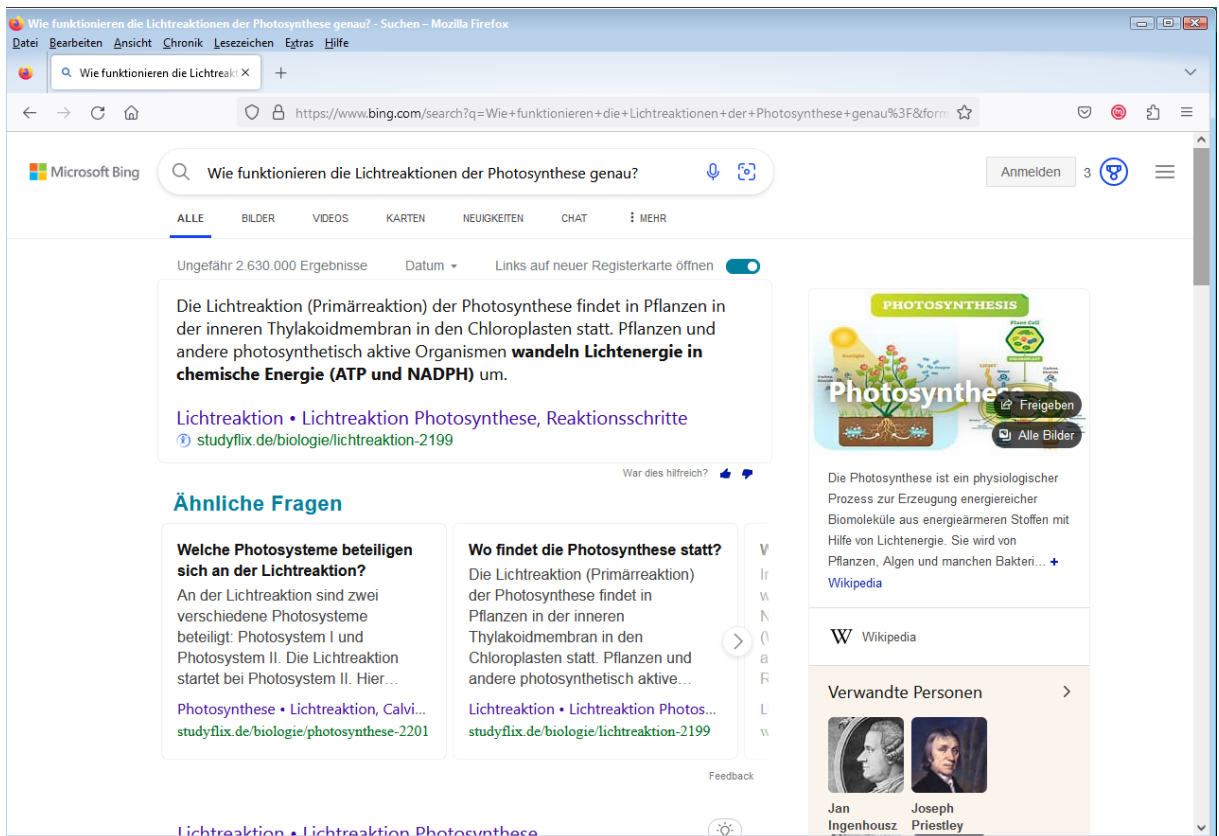 Wie funktionieren die Lichtreaktionen der Photosynthese genau? - Suchen – Mozilla Firefox
Datei Bearbeiten Ansicht Chronik Lesezeichen Extras Hilfe
Wie funktionieren die Lichtreakt
https://www.bing.com/search?q=Wie+funktionieren+die+Lichtreaktionen+der+Photosynthese+genau%3F&form
Microsoft Bing
Wie funktionieren die Lichtreaktionen der Photosynthese genau?
Anmelden 3
ALLE BILDER VIDEOS KARTEN NEUIGKEITEN CHAT MEHR
Ungefähr 2.630.000 Ergebnisse Datum Links auf neuer Registerkarte öffnen
Die Lichtreaktion (Primärreaktion) der Photosynthese findet in Pflanzen in
der inneren Thylakoidmembran in den Chloroplasten statt. Pflanzen und
andere photosynthetisch aktive Organismen wandeln Lichtenergie in
chemische Energie (ATP und NADPH) um.
Lichtreaktion • Lichtreaktion Photosynthese, Reaktionsschritte
studyflix.de/biologie/lichtreaktion-2199
War dies hilfreich?
Ähnliche Fragen
Welche Photosysteme beteiligen
sich an der Lichtreaktion?
An der Lichtreaktion sind zwei
verschiedene Photosysteme
beteiligt: Photosystem I und
Photosystem II. Die Lichtreaktion
startet bei Photosystem II. Hier…
Photosynthese • Lichtreaktion, Calvi...
studyflix.de/biologie/photosynthese-2201
Wo findet die Photosynthese statt?
Die Lichtreaktion (Primärreaktion)
der Photosynthese findet in
Pflanzen in der inneren
Thylakoidmembran in den
Chloroplasten statt. Pflanzen und
andere photosynthetisch aktive…
Lichtreaktion • Lichtreaktion Photos...
studyflix.de/biologie/lichtreaktion-2199
Feedback
Lichtreaktion • Lichtreaktion Photosynthese
PHOTOSYNTHESIS
Plant Cell
Sunlight
LIGHT
Photosynthese
Freigeben
Alle Bilder
Die Photosynthese ist ein physiologischer
Prozess zur Erzeugung energiereicher
Biomoleküle aus energieärmeren Stoffen mit
Hilfe von Lichtenergie. Sie wird von
Pflanzen, Algen und manchen Bakteri… +
Wikipedia
W Wikipedia
Verwandte Personen
Jan
Ingenhousz
Joseph
Priestley